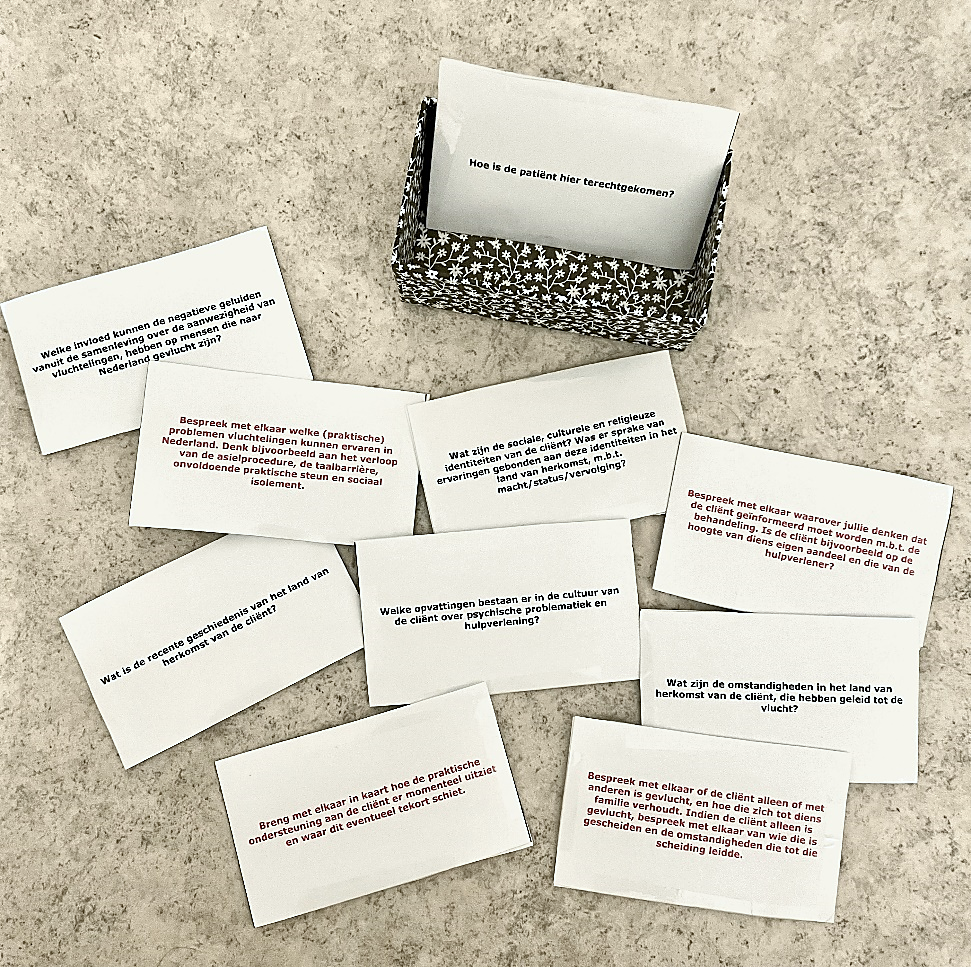 Hoe is de patiënt hier terechtgekomen?
Welke invloed kunnen de negatieve geluiden
vanuit de samenleving over de aanwezigheid van
vluchtelingen, hebben op mensen die naar
Nederland gevlucht zijn?
Bespreek met elkaar welke (praktische)
problemen vluchtelingen kunnen ervaren in
Nederland. Denk bijvoorbeeld aan het verloop
van de asielprocedure, de taalbarrière,
onvoldoende praktische steun en sociaal
isolement.
Wat zijn de sociale, culturele en religieuze
identiteiten van de cliënt? Was er sprake van
ervaringen gebonden aan deze identiteiten in het
land van herkomst, m.b.t.
macht/status/vervolging?
Bespreek met elkaar waarover jullie denken dat
de cliënt geïnformeerd moet worden m.b.t. de
behandeling. Is de cliënt bijvoorbeeld op de
hoogte van diens eigen aandeel en die van de
hulpverlener?
Wat is de recente geschiedenis van het land van
herkomst van de cliënt?
Welke opvattingen bestaan er in de cultuur van
de cliënt over psychische problematiek en
hulpverlening?
Wat zijn de omstandigheden in het land van
herkomst van de cliënt, die hebben geleid tot de
vlucht?
Breng met elkaar in kaart hoe de praktische
ondersteuning aan de cliënt er momenteel uitziet
en waar dit eventueel tekort schiet.
Bespreek met elkaar of de cliënt alleen of met
anderen is gevlucht, en hoe die zich tot diens
familie verhoudt. Indien de cliënt alleen is
gevlucht, bespreek met elkaar van wie die is
gescheiden en de omstandigheden die tot die
scheiding leidde.